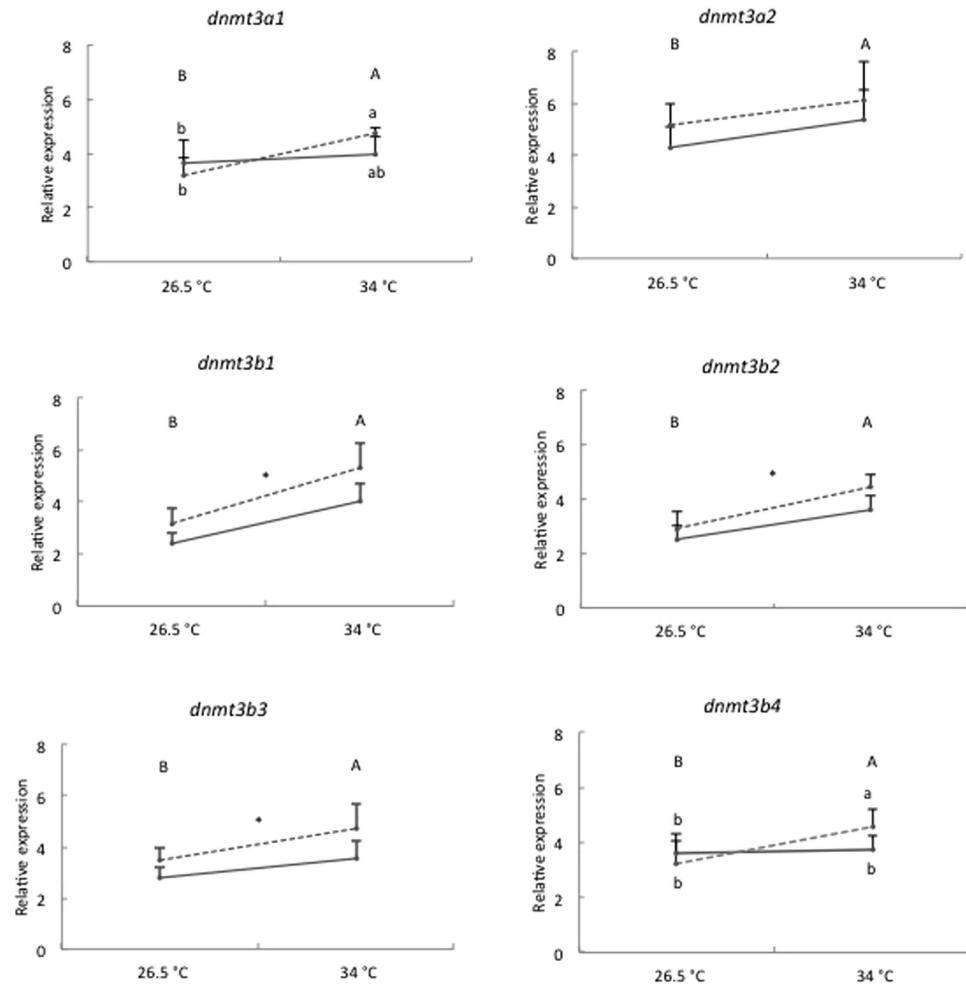 dnmt3a1
8
6
4
2
0
Relative expression
B
A
b
a
b
ab
26.5 °C
34 °C
dnmt3a2
8
6
4
2
0
Relative expression
B
A
26.5 °C
34 °C
dnmt3b1
8
6
4
2
0
Relative expression
B
A
26.5 °C
34 °C
dnmt3b2
8
6
4
2
0
Relative expression
B
A
26.5 °C
34 °C
dnmt3b3
8
6
4
2
0
Relative expression
B
A
26.5 °C
34 °C
dnmt3b4
8
6
4
2
0
Relative expression
B
A
b
a
b
b
26.5 °C
34 °C